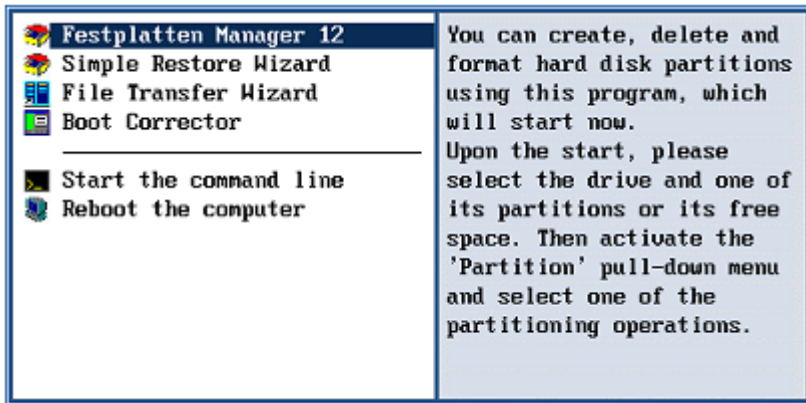 Festplatten Manager 12
Simple Restore Wizard
File Transfer Wizard
Boot Corrector
Start the command line
Reboot the computer
You can create, delete and
format hard disk partitions
using this program, which
will start now.
Upon the start, please
select the drive and one of
its partitions or its free
space. Then activate the
'Partition' pull-down menu
and select one of the
partitioning operations.